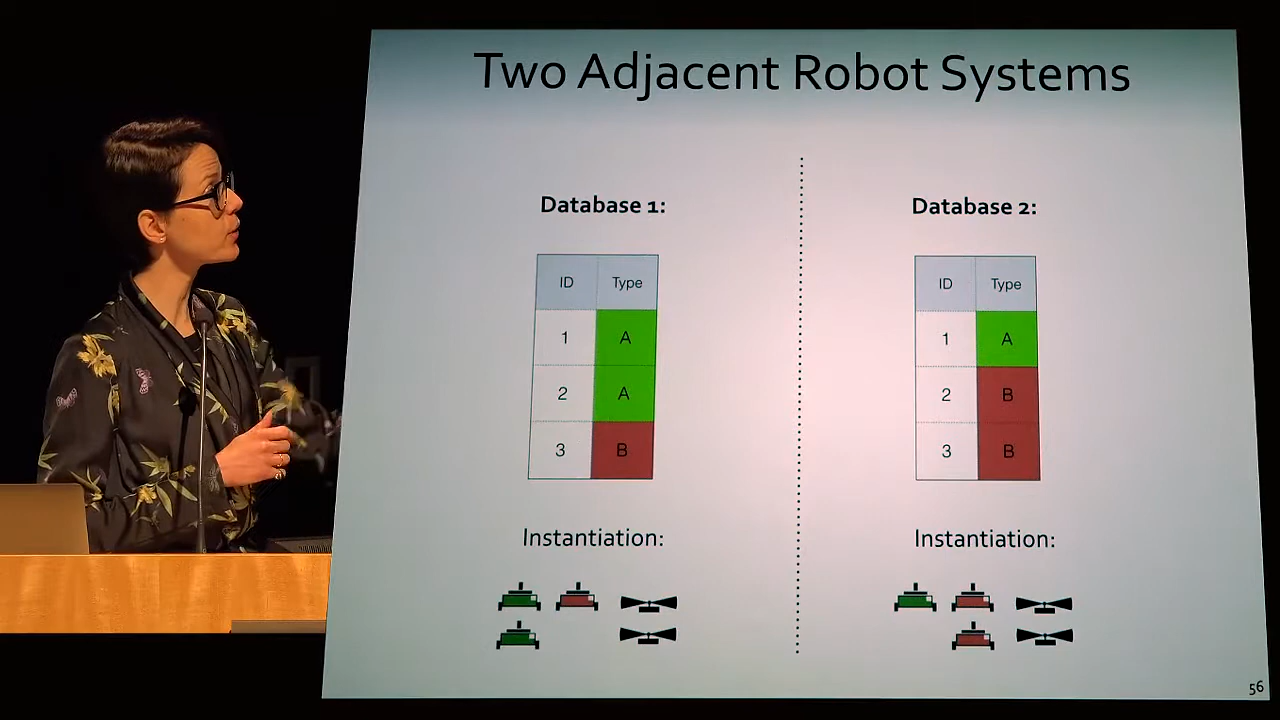 Two Adjacent Robot Systems
Database 1:
ID Type
1 A
2 A
3 B
Instantiation:
Database 2:
ID Type
1 A
2 B
3 B
Instantiation:
56